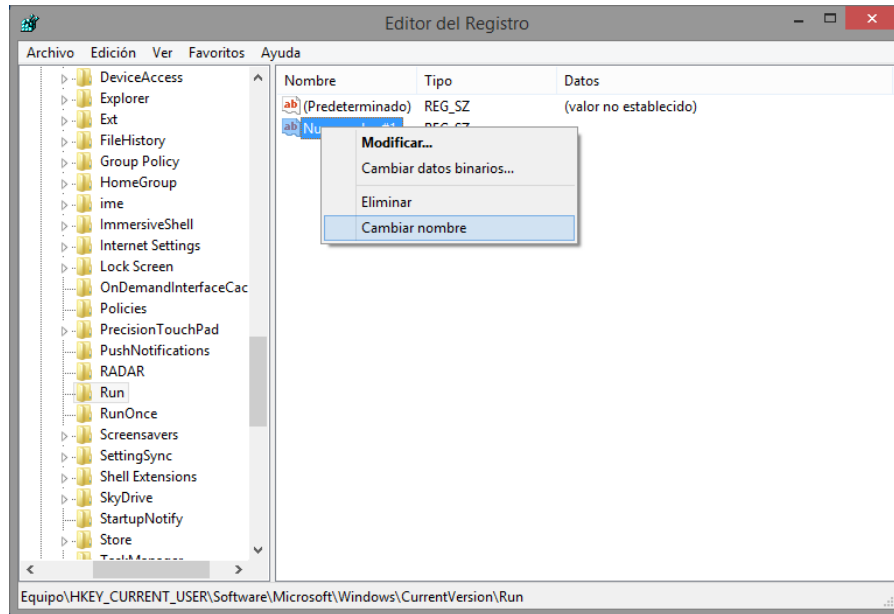 Editor del Registro
Archivo Edición Ver Favoritos Ayuda
DeviceAccess
Explorer
Ext
FileHistory
Group Policy
HomeGroup
ime
ImmersiveShell
Internet Settings
Lock Screen
OnDemandInterfaceCac
Policies
PrecisionTouchPad
PushNotifications
RADAR
Run
RunOnce
Screensavers
SettingSync
Shell Extensions
SkyDrive
StartupNotify
Store
Nombre Tipo Datos
ab (Predeterminado) REG_SZ (valor no establecido)
ab
Modificar...
Cambiar datos binarios...
Eliminar
Cambiar nombre
Equipo\HKEY_CURRENT_USER\Software\Microsoft\Windows\CurrentVersion\Run